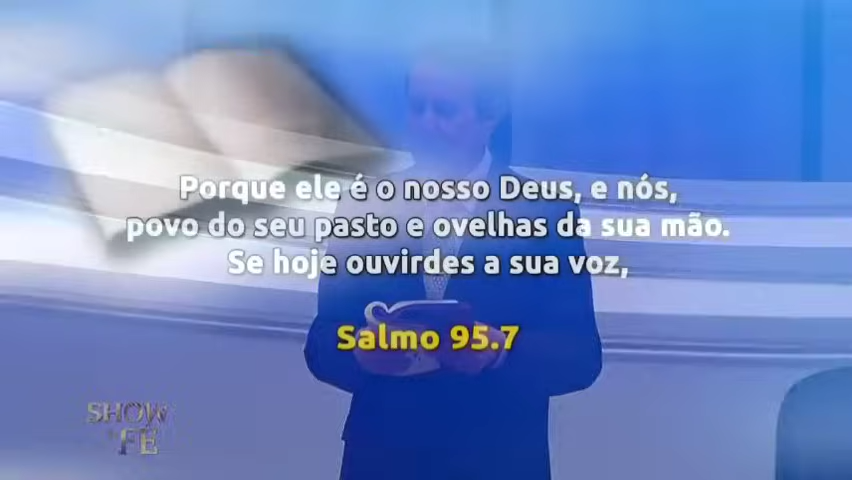 Porque ele é o nosso Deus, e nós,
povo do seu pasto e ovelhas da sua mão.
Se hoje ouvirdes a sua voz,
Salmo 95.7
SHOW
DA FÉ